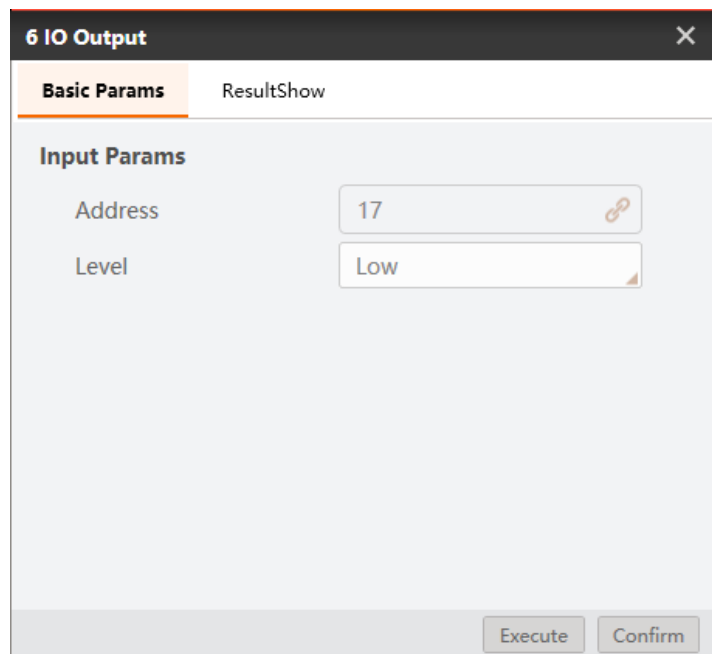 6 IO Output
Basic Params ResultShow
Input Params
Address 17
Level Low
Execute Confirm